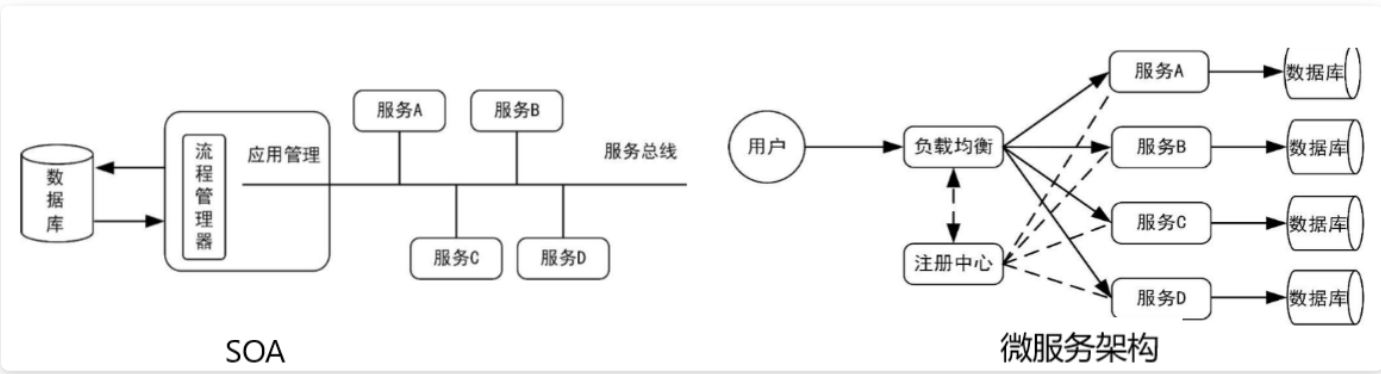 数据库
流程管理器
应用管理
服务A
服务B
服务总线
服务C
服务D
SOA
用户
负载均衡
注册中心
服务A
数据库
服务B
数据库
服务C
数据库
服务D
数据库
微服务架构